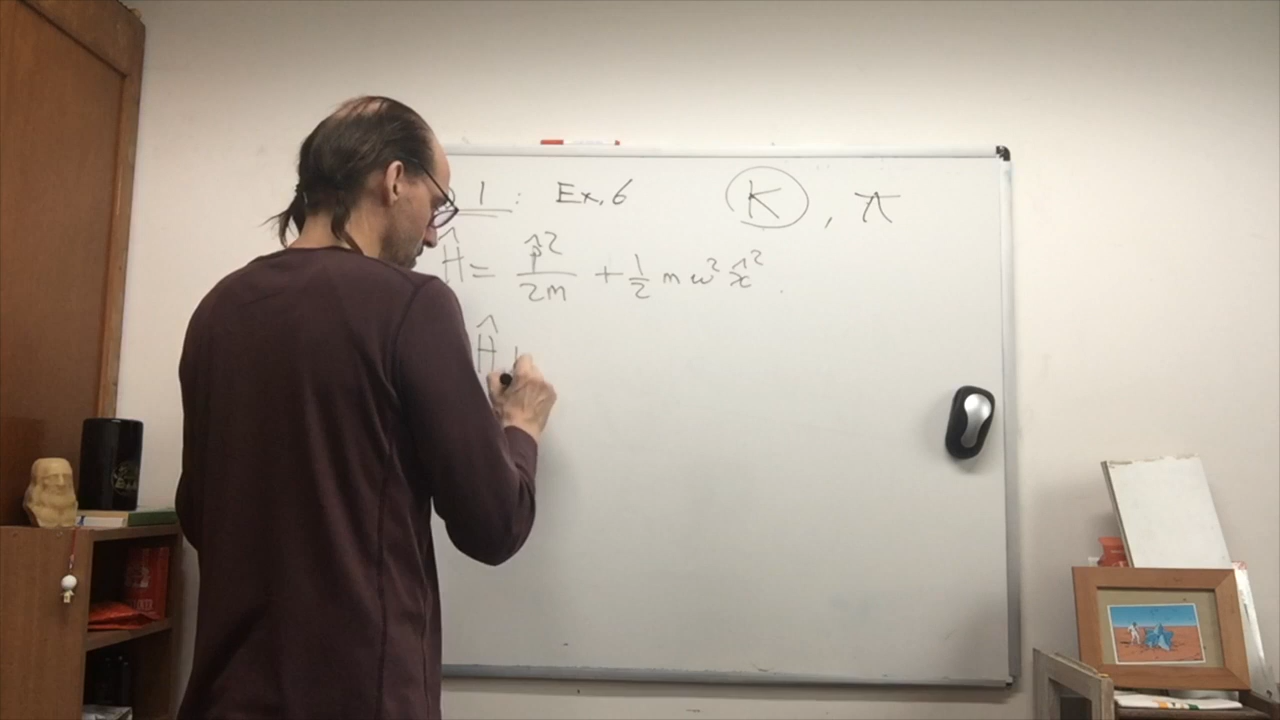 1 : Ex. 6 K , π
Ĥ = p̂²/2m + 1/2 m ω² x̂² .
Ĥ